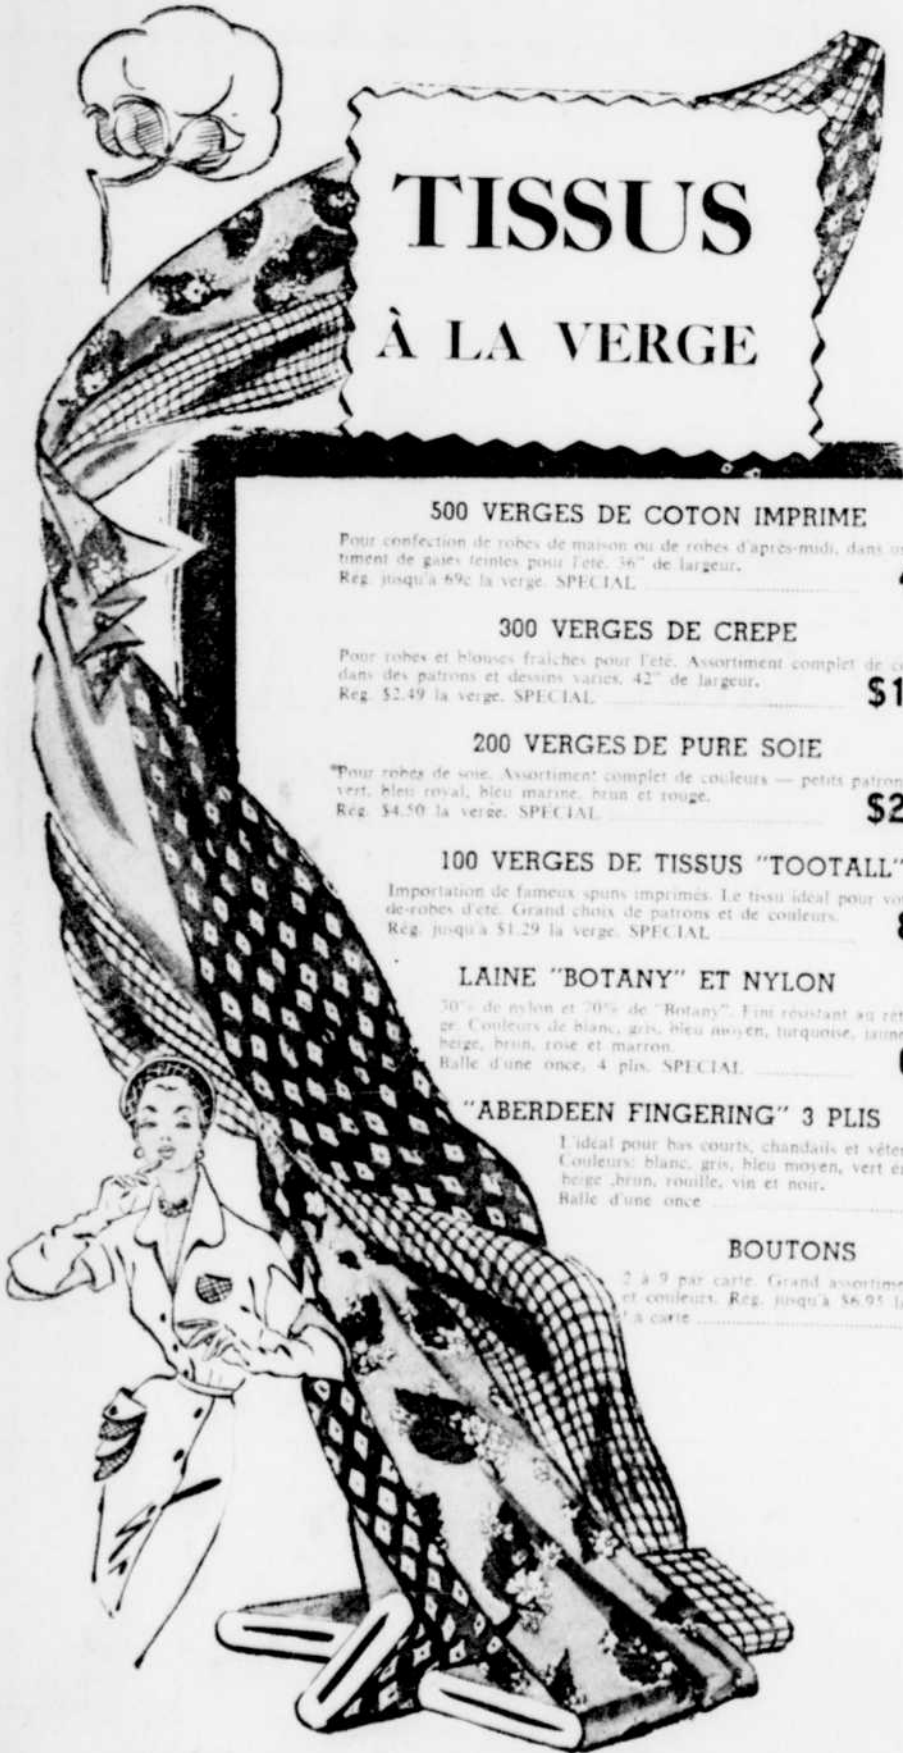 TISSUS
À LA VERGE
500 VERGES DE COTON IMPRIME
Pour confection de robes de maison ou de robes d'après-midi, dans
timent de gaies teintes pour l'été. 36" de largeur.
Rég. jusqu'à 69c la verge. SPECIAL
300 VERGES DE CREPE
Pour robes et blouses fraîches pour l'été. Assortiment complet de
dans des patrons et dessins variés. 42" de largeur.
Rég. $2.49 la verge. SPECIAL $1
200 VERGES DE PURE SOIE
Pour robes de soie. Assortiment complet de couleurs — petits patron
vert, bleu royal, bleu marine, brun et rouge.
Rég. $4.50 la verge. SPECIAL $2
100 VERGES DE TISSUS "TOOTALL"
Importation de fameux spuns imprimés. Le tissu idéal pour
de-robes d'été. Grand choix de patrons et de couleurs.
Rég. jusqu'à $1.29 la verge. SPECIAL
LAINE "BOTANY" ET NYLON
30% de nylon et 70% de "Botany". Fini résistant au
ge. Couleurs de blanc, gris, bleu moyen, turquoise, jaune
beige, brun, rose et marron.
Balle d'une once, 4 plis. SPECIAL
"ABERDEEN FINGERING" 3 PLIS
L'idéal pour bas courts, chandails et
Couleurs: blanc, gris, bleu moyen, vert
beige ,brun, rouille, vin et noir.
Balle d'une once
BOUTONS
2 à 9 par carte. Grand
et couleurs. Rég. jusqu'à $6.95
carte